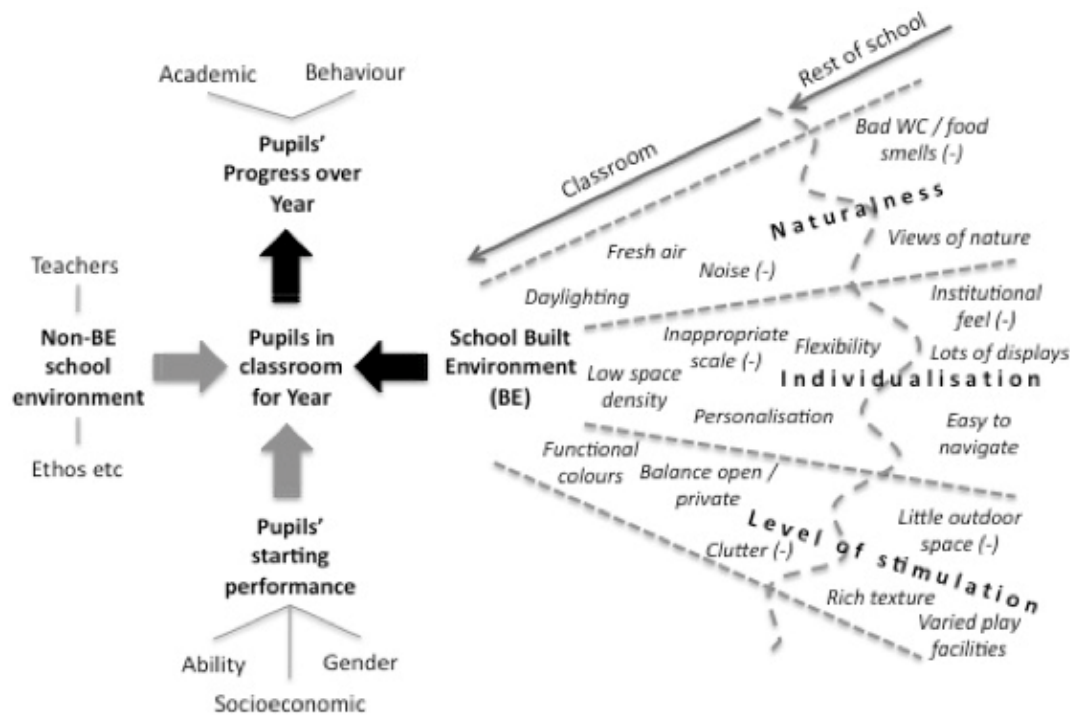 Academic
Behaviour
Pupils'
Progress over
Year
Teachers
Non-BE
school
environment
Ethos etc
Pupils in
classroom
for Year
Pupils'
starting
performance
Ability
Gender
Socioeconomic
School Built
Environment
(BE)
Classroom
Rest of school
Bad WC / food
smells (-)
Naturalness
Fresh air
Noise (-)
Views of nature
Daylighting
Institutional
feel (-)
Inappropriate
scale (-)
Flexibility
Lots of displays
Individualisation
Low space
density
Personalisation
Easy to
navigate
Functional
colours
Balance open /
private
Little outdoor
space (-)
Level of stimulation
Clutter (-)
Rich texture
Varied play
facilities